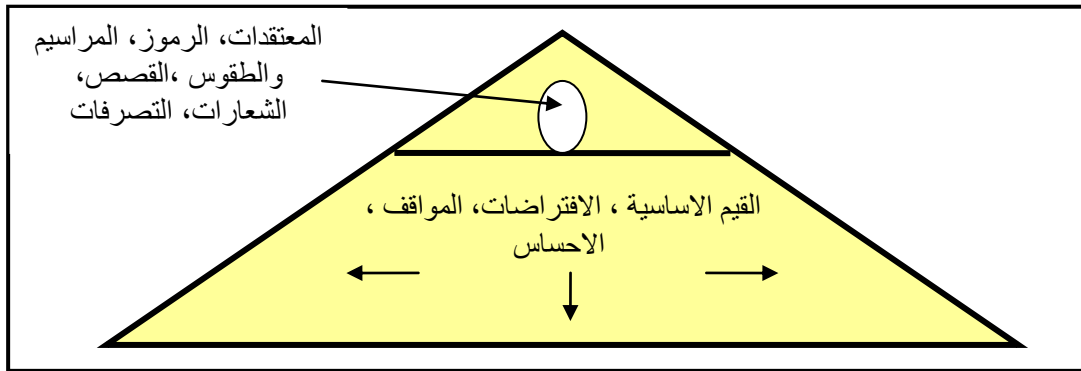 المعتقدات، الرموز، المراسيم
والطقوس ،القصص،
الشعارات، التصرفات
القيم الاساسية ، الافتراضات، المواقف ،
الاحساس